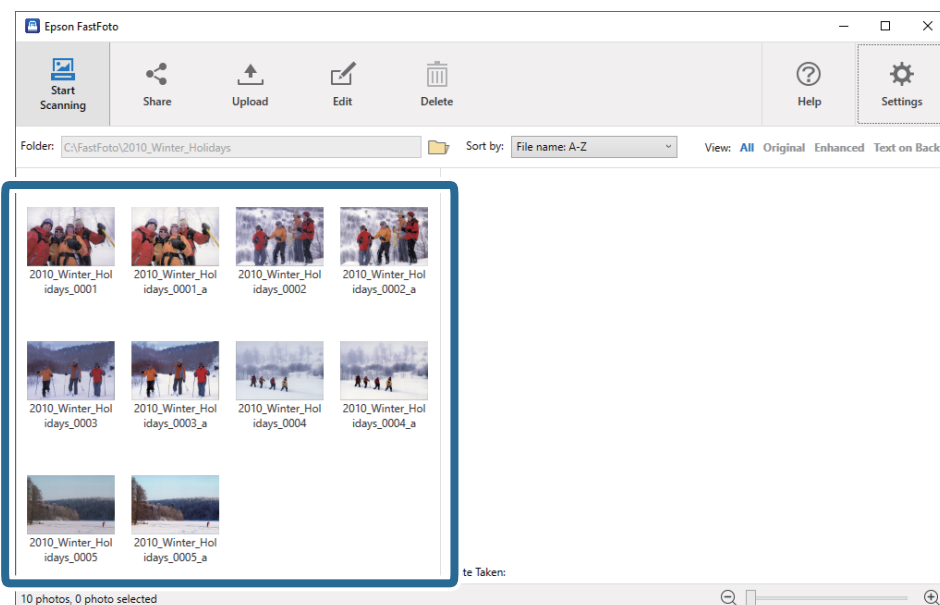 Epson FastFoto
Start
Scanning
Share
Upload
Edit
Delete
Help
Settings
Folder: C:\FastFoto\2010_Winter_Holidays
Sort by: File name: A-Z
View: All Original Enhanced Text on Back
2010_Winter_Hol
idays_0001
2010_Winter_Hol
idays_0001_a
2010_Winter_Hol
idays_0002
2010_Winter_Hol
idays_0002_a
2010_Winter_Hol
idays_0003
2010_Winter_Hol
idays_0003_a
2010_Winter_Hol
idays_0004
2010_Winter_Hol
idays_0004_a
2010_Winter_Hol
idays_0005
2010_Winter_Hol
idays_0005_a
te Taken:
10 photos, 0 photo selected